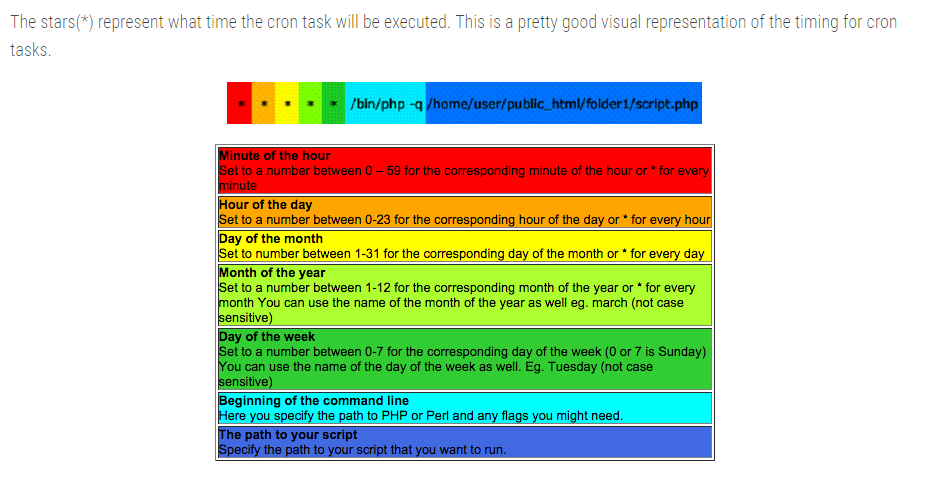 The stars(*) represent what time the cron task will be executed. This is a pretty good visual representation of the timing for cron
tasks.
* * * * * /bin/php -q /home/user/public_html/folder1/script.php
Minute of the hour
Set to a number between 0 – 59 for the corresponding minute of the hour or * for every
minute
Hour of the day
Set to a number between 0-23 for the corresponding hour of the day or * for every hour
Day of the month
Set to number between 1-31 for the corresponding day of the month or * for every day
Month of the year
Set to a number between 1-12 for the corresponding month of the year or * for every
month You can use the name of the month of the year as well eg. march (not case
sensitive)
Day of the week
Set to a number between 0-7 for the corresponding day of the week (0 or 7 is Sunday)
You can use the name of the day of the week as well. Eg. Tuesday (not case
sensitive)
Beginning of the command line
Here you specify the path to PHP or Perl and any flags you might need.
The path to your script
Specify the path to your script that you want to run.